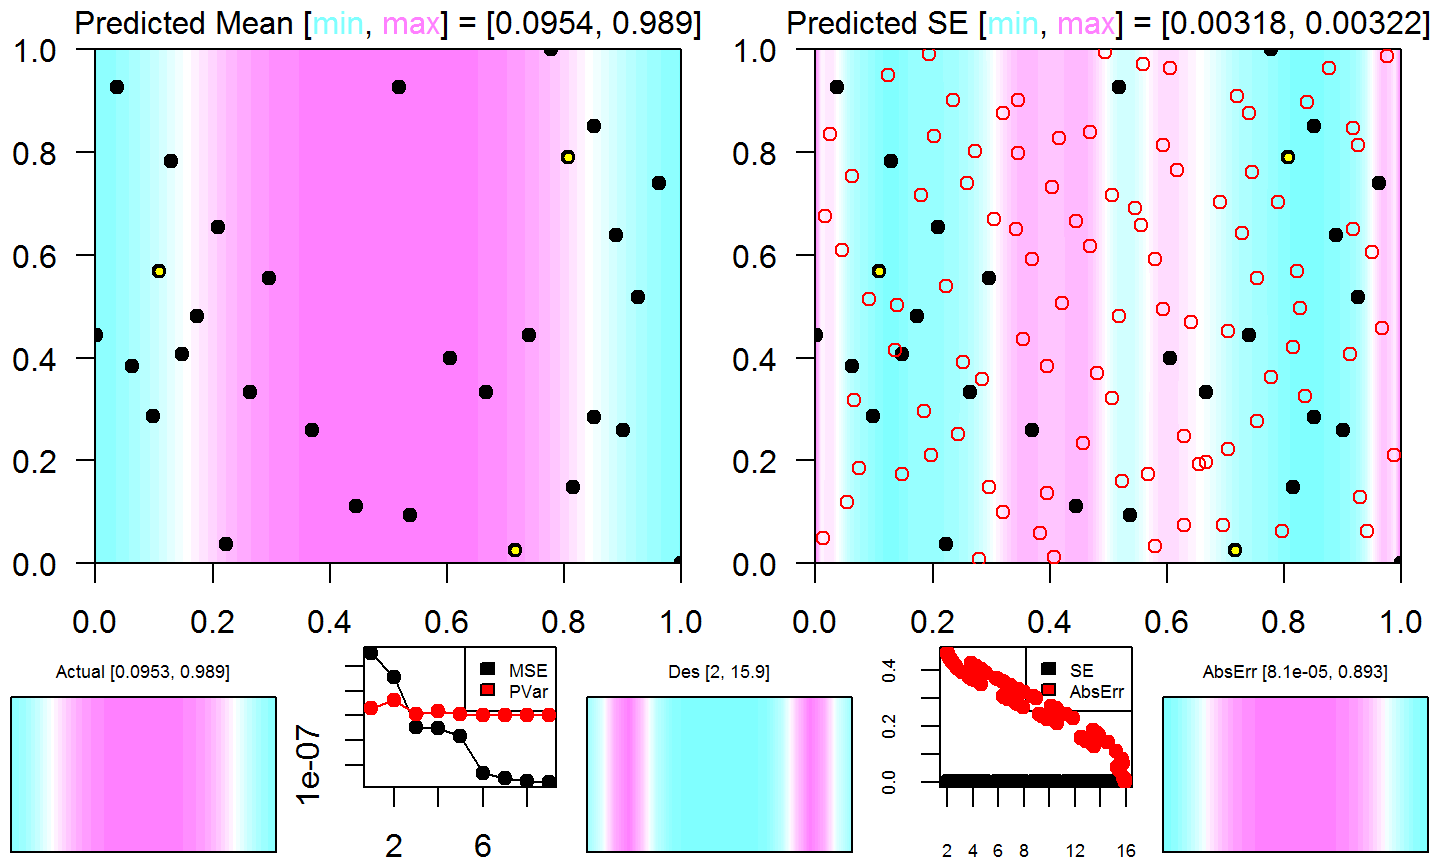 Predicted Mean [min, max] = [0.0954, 0.989]
Predicted SE [min, max] = [0.00318, 0.00322]
1.0
0.8
0.6
0.4
0.2
0.0
0.0 0.2 0.4 0.6 0.8 1.0
1.0
0.8
0.6
0.4
0.2
0.0
0.0 0.2 0.4 0.6 0.8 1.0
Actual [0.0953, 0.989]
MSE
PVar
1e-07
2 6
Des [2, 15.9]
SE
AbsErr
0.4
0.2
0.0
2 4 6 8 12 16
AbsErr [8.1e-05, 0.893]